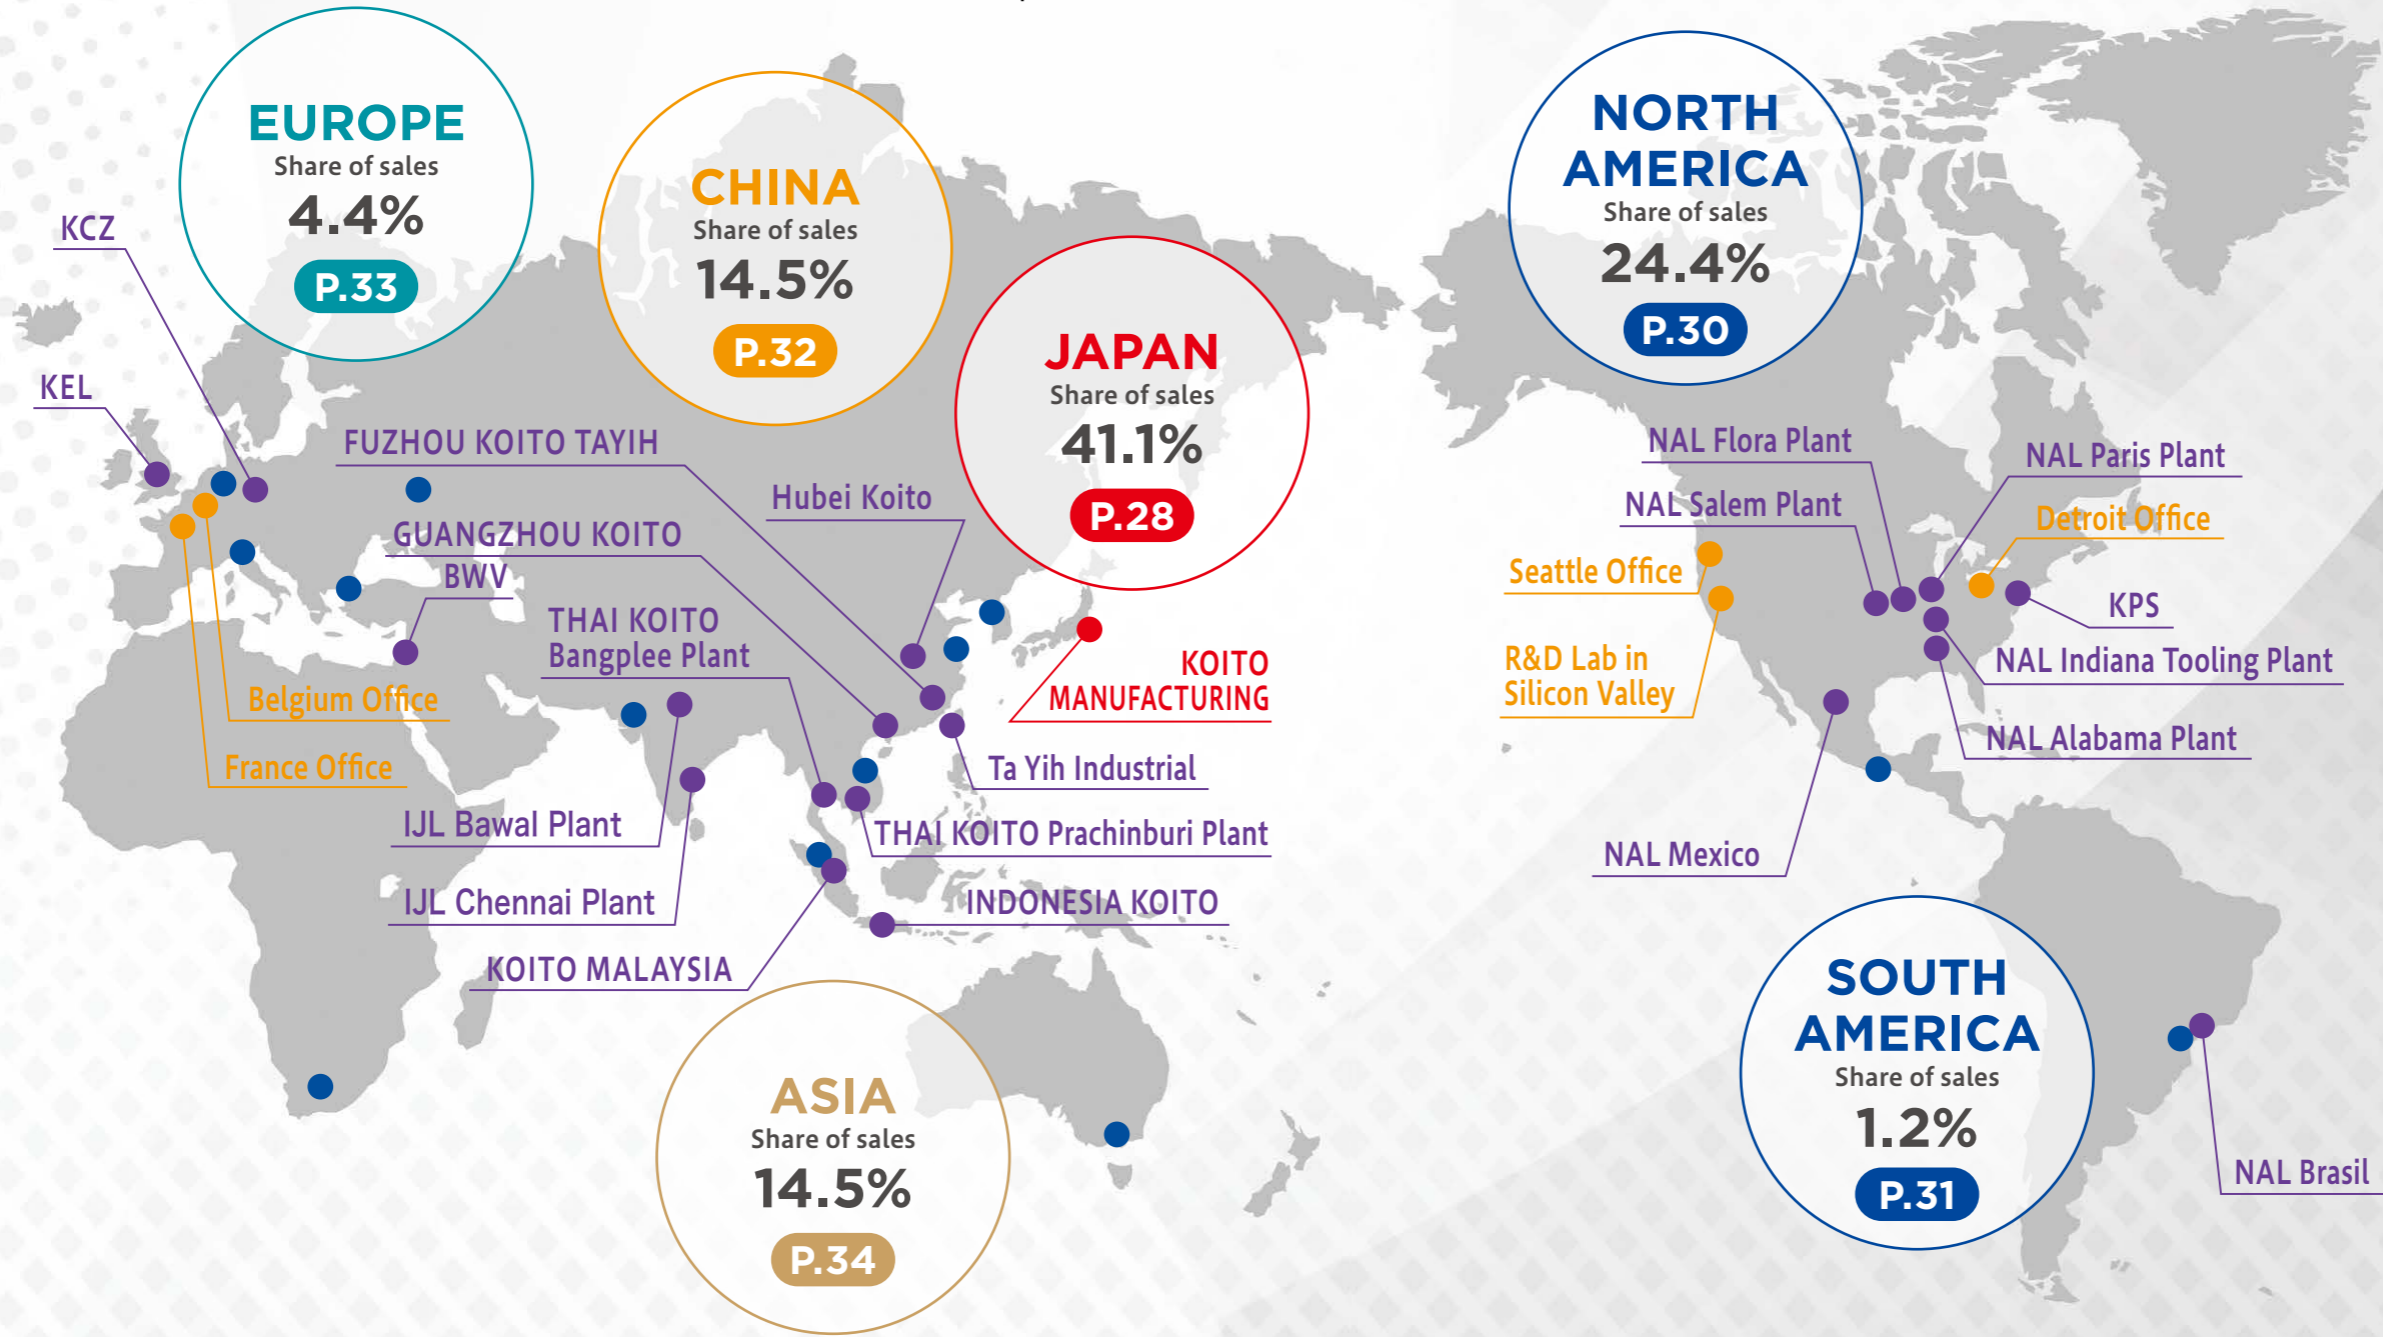 EUROPE
Share of sales
4.4%
P.33
CHINA
Share of sales
14.5%
P.32
JAPAN
Share of sales
41.1%
P.28
NORTH
AMERICA
Share of sales
24.4%
P.30
KCZ
KEL
FUZHOU KOITO TAYIH
Hubei Koito
GUANGZHOU KOITO
BWV
THAI KOITO
Bangplee Plant
Belgium Office
France Office
KOITO
MANUFACTURING
Ta Yih Industrial
IJL Bawal Plant
THAI KOITO Prachinburi Plant
IJL Chennai Plant
INDONESIA KOITO
KOITO MALAYSIA
ASIA
Share of sales
14.5%
P.34
NAL Flora Plant
NAL Paris Plant
NAL Salem Plant
Detroit Office
Seattle Office
KPS
R&D Lab in
Silicon Valley
NAL Indiana Tooling Plant
NAL Alabama Plant
NAL Mexico
SOUTH
AMERICA
Share of sales
1.2%
P.31
NAL Brasil